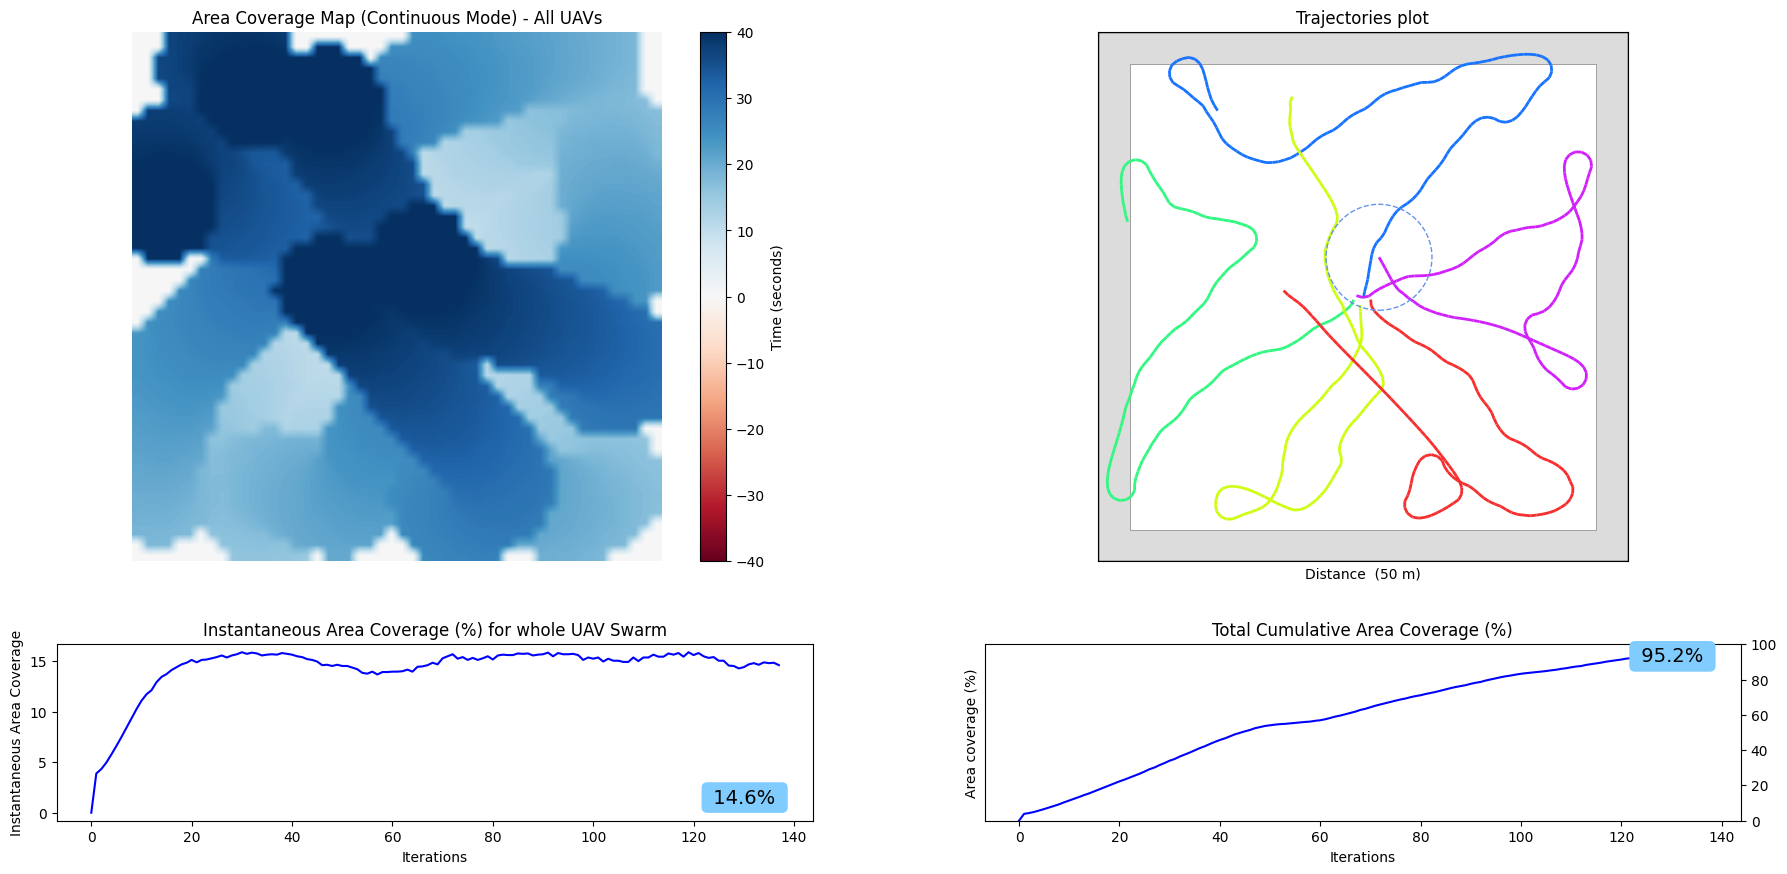 Area Coverage Map (Continuous Mode) - All UAVs
40
30
20
10
0
−10
−20
−30
−40
Time (seconds)
Trajectories plot
Distance  (50 m)
Instantaneous Area Coverage (%) for whole UAV Swarm
Instantaneous Area Coverage
15
10
5
0
14.6%
0 20 40 60 80 100 120 140
Iterations
Total Cumulative Area Coverage (%)
Area coverage (%)
95.2%
100
80
60
40
20
0
0 20 40 60 80 100 120 140
Iterations